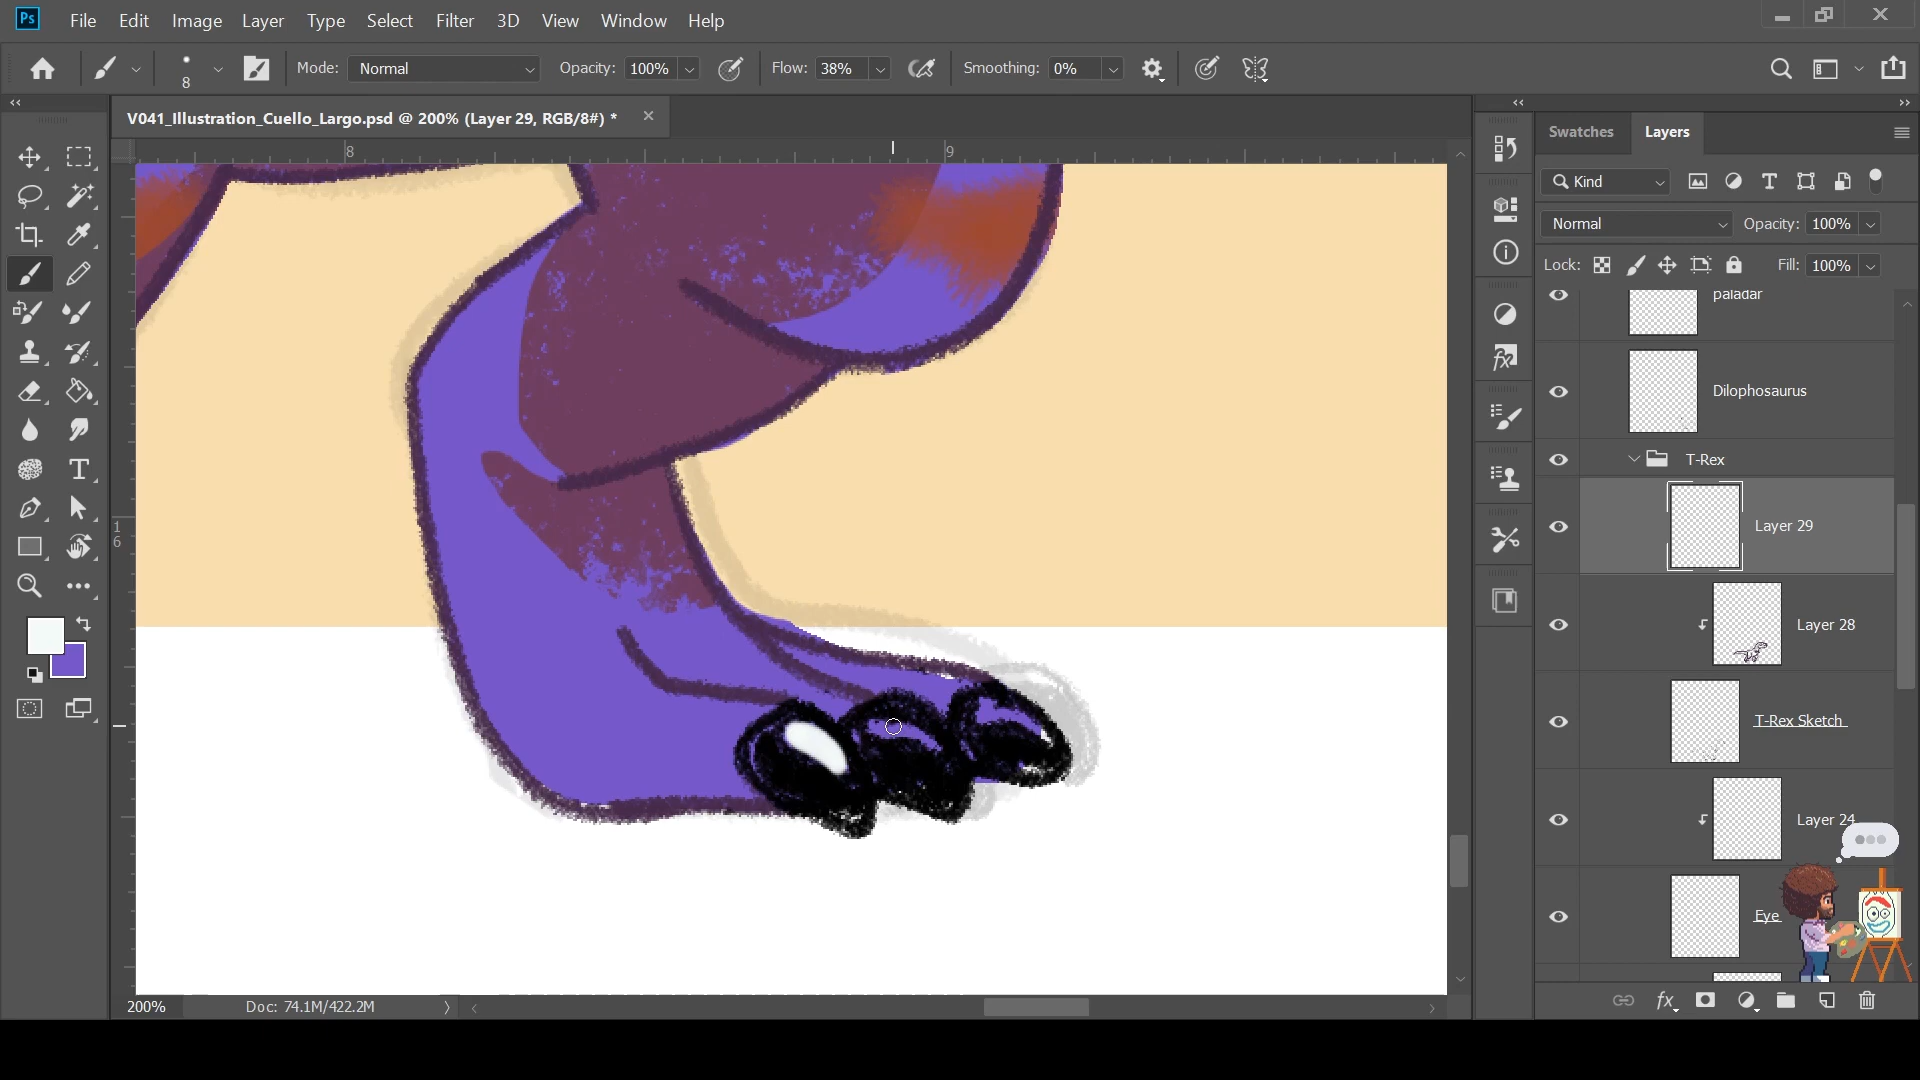 Ps File Edit Image Layer Type Select Filter 3D View Window Help
8 Mode: Normal Opacity: 100% Flow: 38% Smoothing: 0%
V041_Illustration_Cuello_Largo.psd @ 200% (Layer 29, RGB/8#) *
8 9
1
6
200% Doc: 74.1M/422.2M
Swatches Layers
Kind
Normal Opacity: 100%
Lock: Fill: 100%
paladar
Dilophosaurus
T-Rex
Layer 29
Layer 28
T-Rex Sketch
Layer 24
Eye
fx